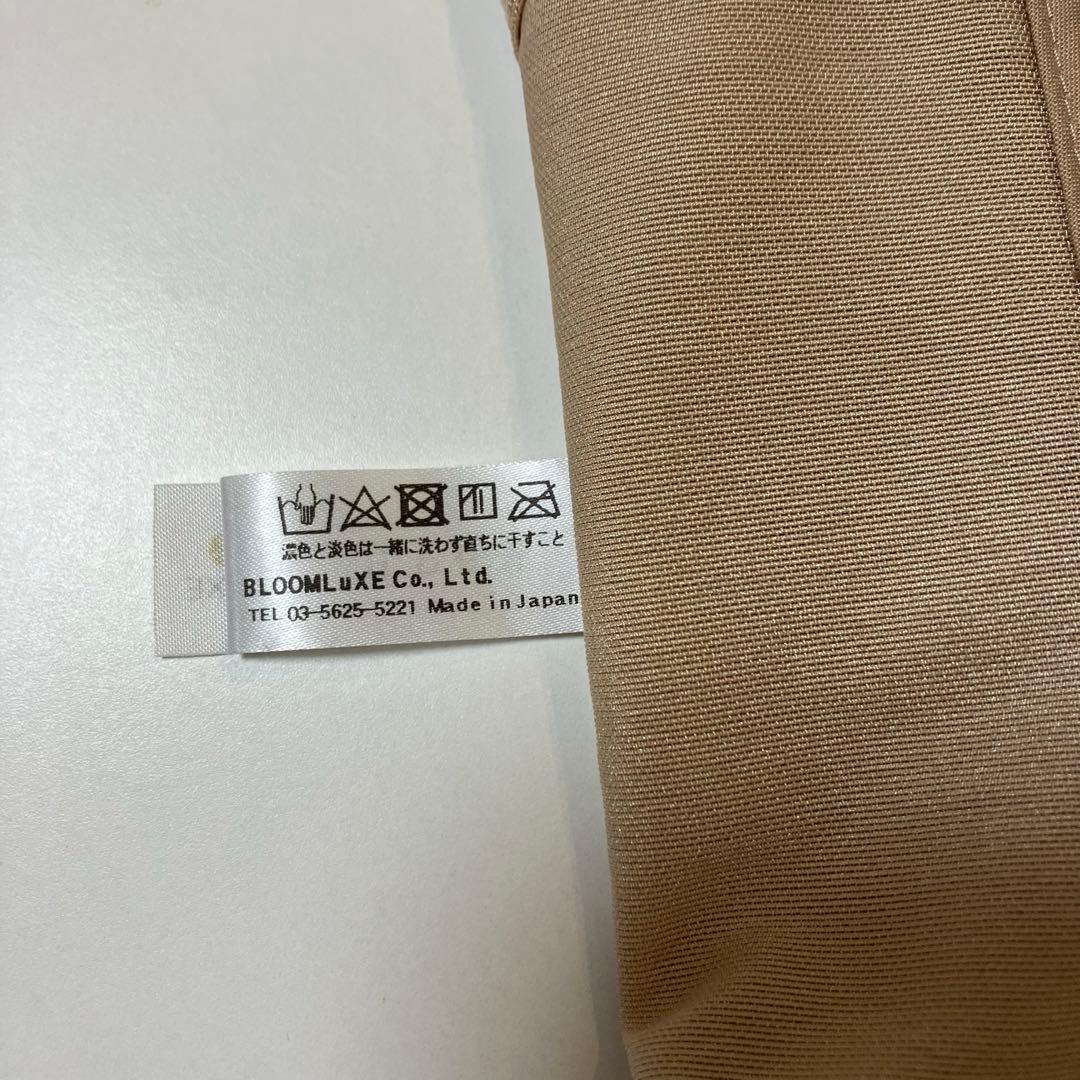 濃色と淡色は一緒に洗わず直ちに干すこと
BLOOMLuXE Co., Ltd.
TEL 03-5625-5221 Made in Japan